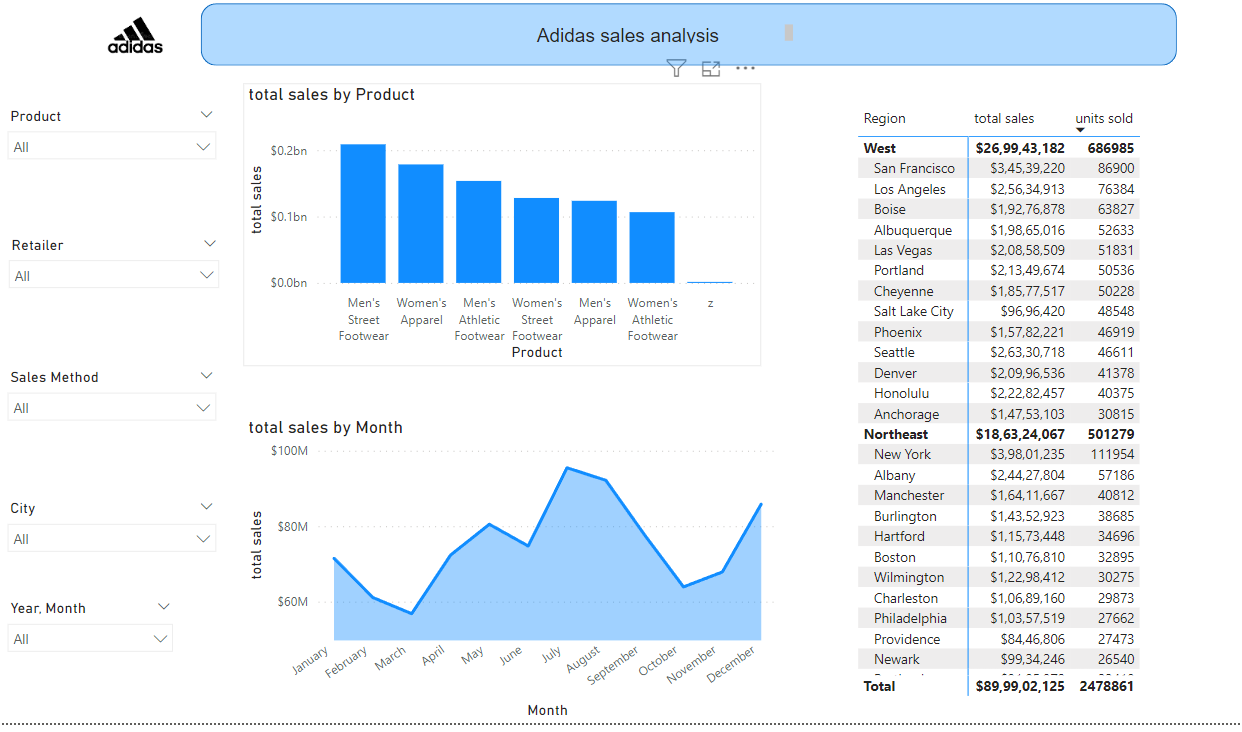 adidas
Adidas sales analysis
Product
All
Retailer
All
Sales Method
All
City
All
Year, Month
All
total sales by Product
total sales
$0.2bn
$0.1bn
$0.0bn
Men's Street Footwear
Women's Apparel
Men's Athletic Footwear
Women's Street Footwear
Men's Apparel
Women's Athletic Footwear
z
Product
total sales by Month
total sales
$100M
$80M
$60M
January
February
March
April
May
June
July
August
September
October
November
December
Month
Region total sales units sold
West $26,99,43,182 686985
San Francisco $3,45,39,220 86900
Los Angeles $2,56,34,913 76384
Boise $1,92,76,878 63827
Albuquerque $1,98,65,016 52633
Las Vegas $2,08,58,509 51831
Portland $2,13,49,674 50536
Cheyenne $1,85,77,517 50228
Salt Lake City $96,96,420 48548
Phoenix $1,57,82,221 46919
Seattle $2,63,30,718 46611
Denver $2,09,96,536 41378
Honolulu $2,22,82,457 40375
Anchorage $1,47,53,103 30815
Northeast $18,63,24,067 501279
New York $3,98,01,235 111954
Albany $2,44,27,804 57186
Manchester $1,64,11,667 40812
Burlington $1,43,52,923 38685
Hartford $1,15,73,448 34696
Boston $1,10,76,810 32895
Wilmington $1,22,98,412 30275
Charleston $1,06,89,160 29873
Philadelphia $1,03,57,519 27662
Providence $84,46,806 27473
Newark $99,34,246 26540
Total $89,99,02,125 2478861